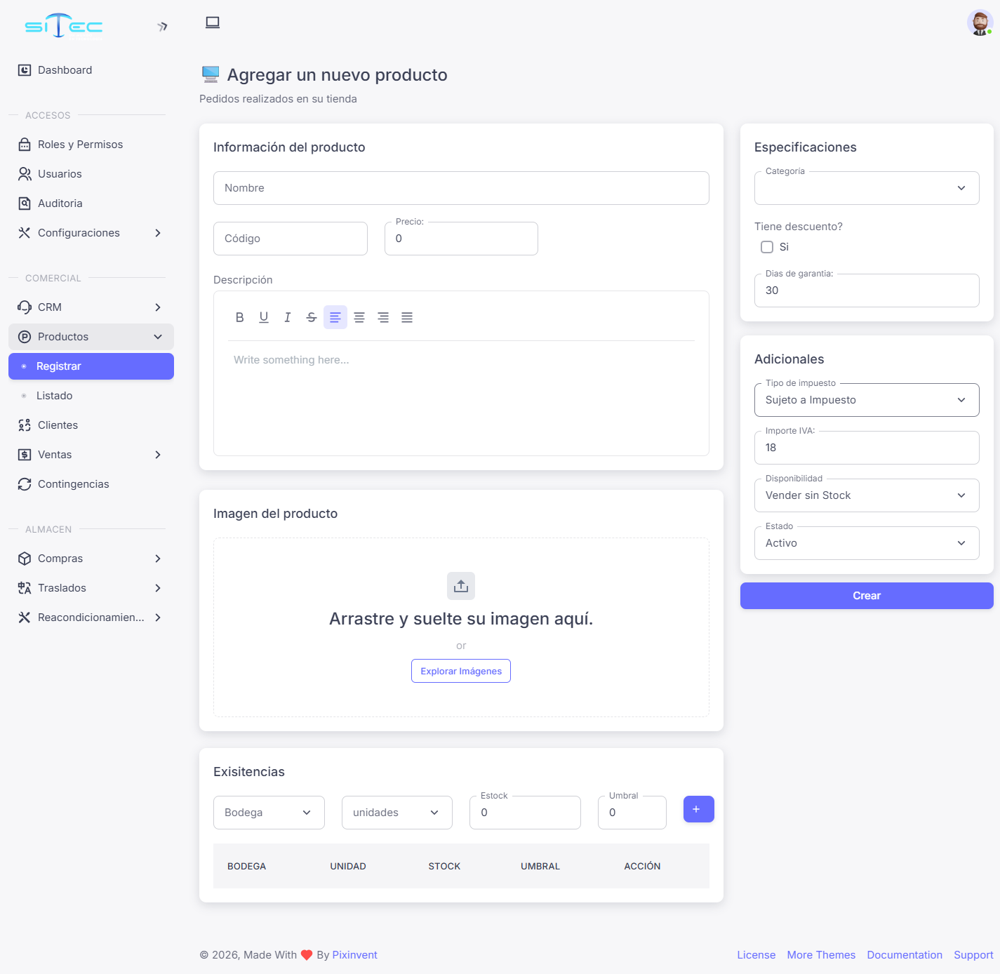 SITEC
Dashboard
ACCESOS
Roles y Permisos
Usuarios
Auditoria
Configuraciones
COMERCIAL
CRM
Productos
Registrar
Listado
Clientes
Ventas
Contingencias
ALMACEN
Compras
Traslados
Reacondicionamien...
Agregar un nuevo producto
Pedidos realizados en su tienda
Información del producto
Nombre
Código
Precio:
0
Descripción
B U I S
Write something here...
Imagen del producto
Arrastre y suelte su imagen aquí.
or
Explorar Imágenes
Exisitencias
Bodega
unidades
Estock
0
Umbral
0
+
BODEGA UNIDAD STOCK UMBRAL ACCIÓN
Especificaciones
Categoría
Tiene descuento?
Si
Dias de garantia:
30
Adicionales
Tipo de impuesto
Sujeto a Impuesto
Importe IVA:
18
Disponibilidad
Vender sin Stock
Estado
Activo
Crear
© 2026, Made With ❤️ By Pixinvent
License More Themes Documentation Support